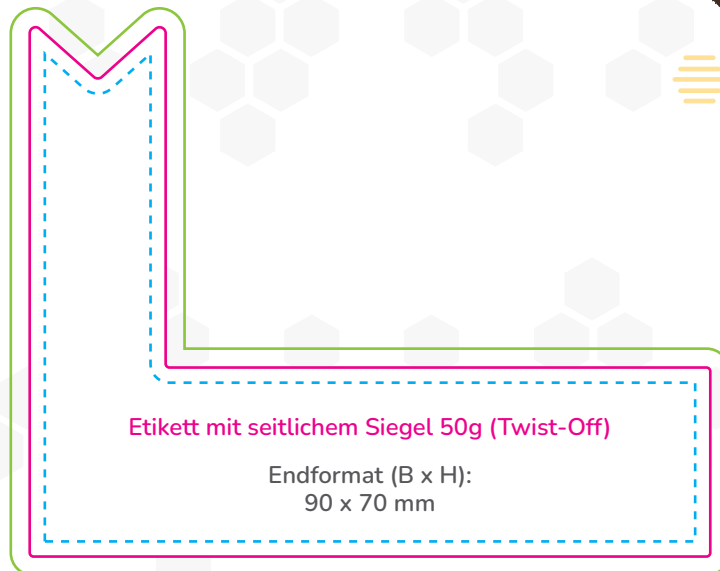 Etikett mit seitlichem Siegel 50g (Twist-Off)
Endformat (B x H):
90 x 70 mm